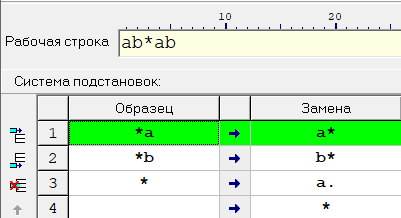 10 20
Рабочая строка ab*ab
Система подстановок:
Образец Замена
1 *a → a*
2 *b → b*
3 * → a.
4 → *